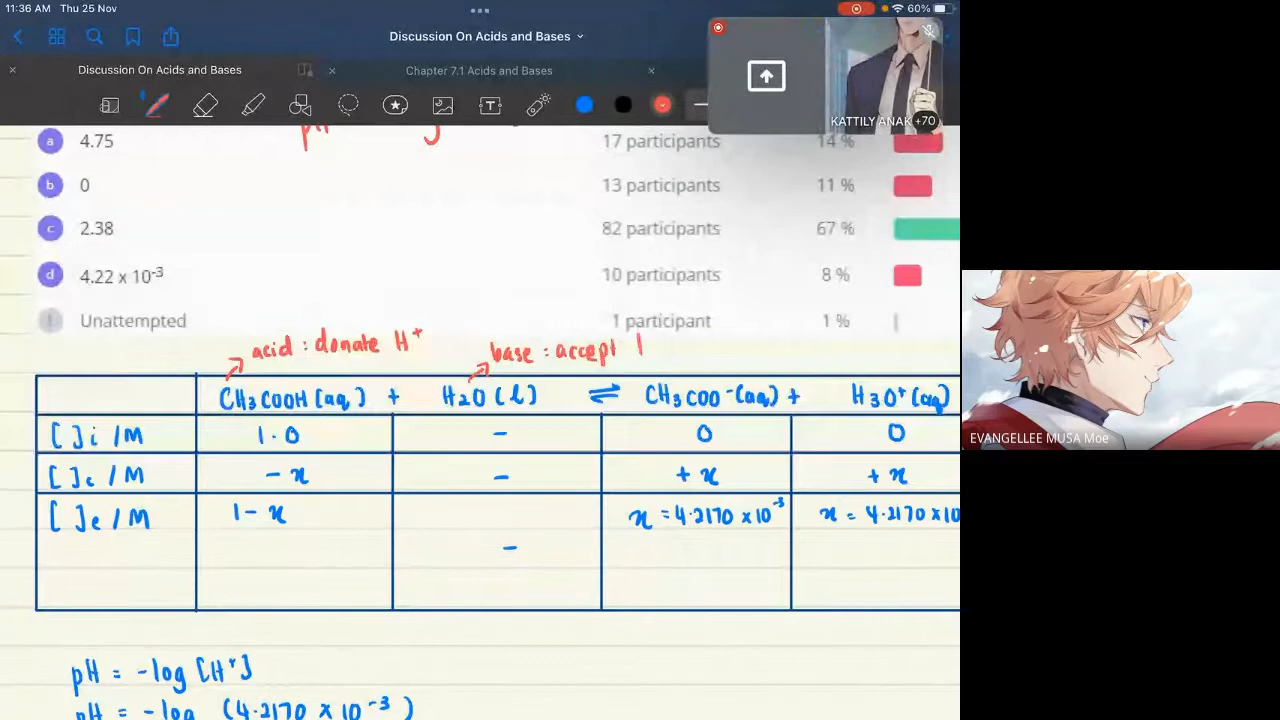 11:36 AM Thu 25 Nov
60%
Discussion On Acids and Bases
Discussion On Acids and Bases
Chapter 7.1 Acids and Bases
KATTILY ANAK +70
pH
a 4.75 17 participants 14 %
b 0 13 participants 11 %
c 2.38 82 participants 67 %
d 4.22 x 10-3 10 participants 8 %
! Unattempted 1 participant 1 %
acid : donate H+
base : accept
CH3COOH (aq) + H2O (l) ⇌ CH3COO-(aq) + H3O+(aq)
[ ]i /M 1.0 - 0 0
[ ]c /M -x - +x +x
[ ]e /M 1-x - x = 4.2170 x 10-3 x = 4.2170 x 10
pH = -log [H+]
pH = -log (4.2170 x 10-3)
EVANGELLEE MUSA Moe